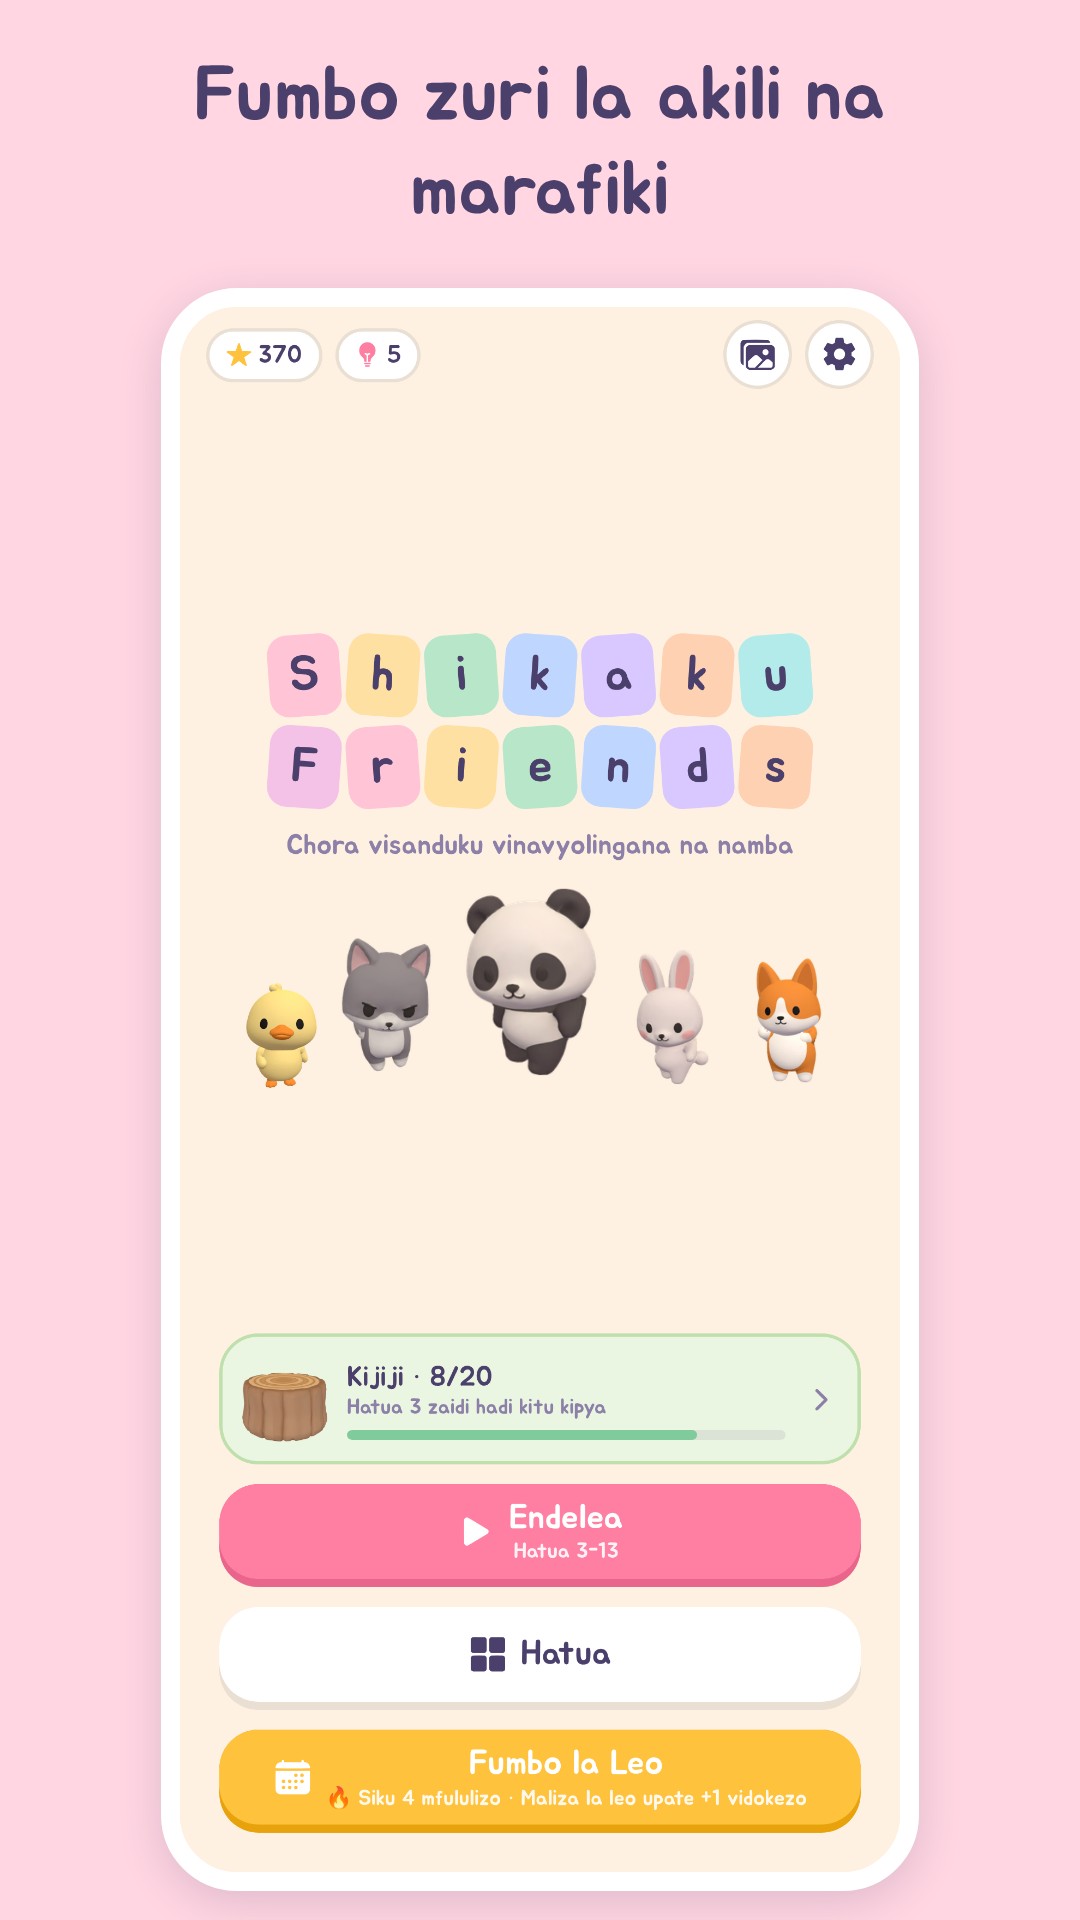 Fumbo zuri la akili na
marafiki
370
5
Shikaku
Friends
Chora visanduku vinavyolingana na namba
Kijiji · 8/20
Hatua 3 zaidi hadi kitu kipya
Endelea
Hatua 3-13
Hatua
Fumbo la Leo
🔥 Siku 4 mfululizo · Maliza la leo upate +1 vidokezo